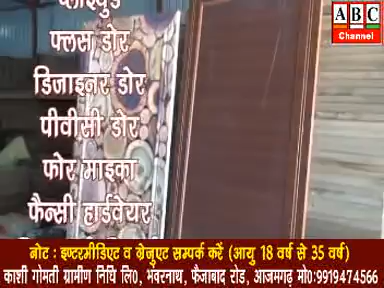 ABC
Channel
प्लाईवुड
फ्लस डोर
डिजाइनर डोर
पीवीसी डोर
फोर माइका
फैन्सी हार्डवेयर
नोट : इण्टरमीडिएट व ग्रेजुएट सम्पर्क करें (आयु 18 वर्ष से 35 वर्ष)
काशी गोमती ग्रामीण निधि लि0, भंवरनाथ, फैजाबाद रोड, आजमगढ़ मो0:9919474566